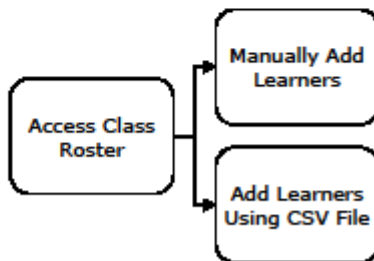 Access Class
Roster
Manually Add
Learners
Add Learners
Using CSV File